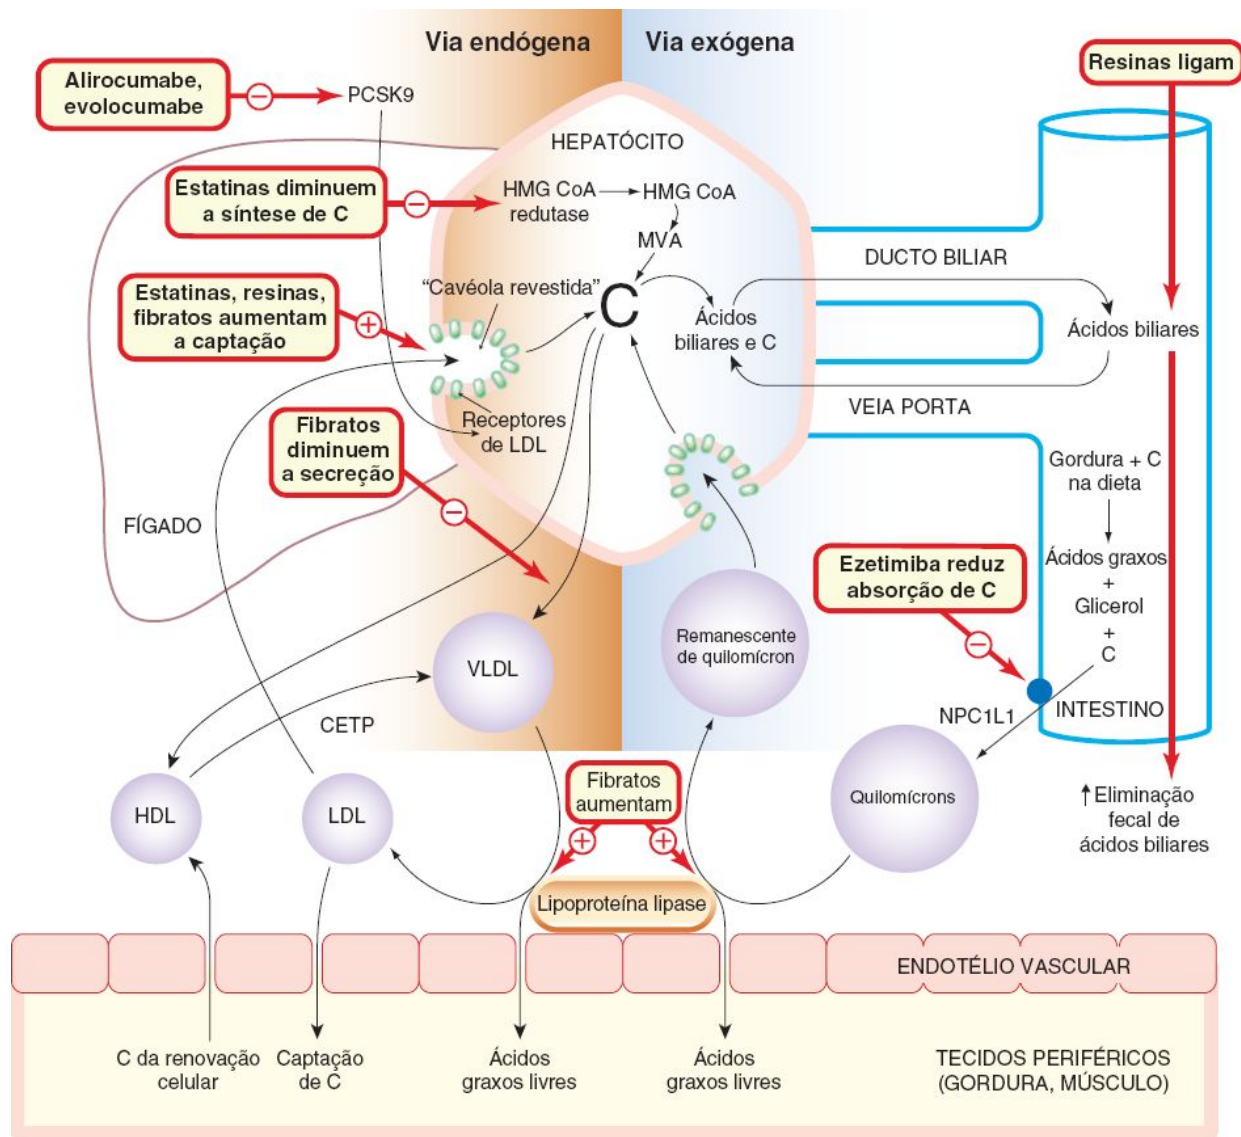 Via endógena
Via exógena
Resinas ligam
Alirocumabe,
evolocumabe
PCSK9
HEPATÓCITO
Estatinas diminuem
a síntese de C
HMG CoA
redutase
HMG CoA
MVA
DUCTO BILIAR
"Cavéola revestida"
C
Estatinas, resinas,
fibratos aumentam
a captação
Ácidos
biliares e C
Ácidos biliares
VEIA PORTA
Receptores
de LDL
Fibratos
diminuem
a secreção
Gordura + C
na dieta
FÍGADO
Ezetimiba reduz
absorção de C
Ácidos graxos
+
Glicerol
+
C
Remanescente
de quilomícron
VLDL
NPC1L1
INTESTINO
CETP
HDL
LDL
Fibratos
aumentam
Quilomícrons
↑Eliminação
fecal de
ácidos biliares
Lipoproteína lipase
ENDOTÉLIO VASCULAR
C da renovação
celular
Captação
de C
Ácidos
graxos livres
Ácidos
graxos livres
TECIDOS PERIFÉRICOS
(GORDURA, MÚSCULO)